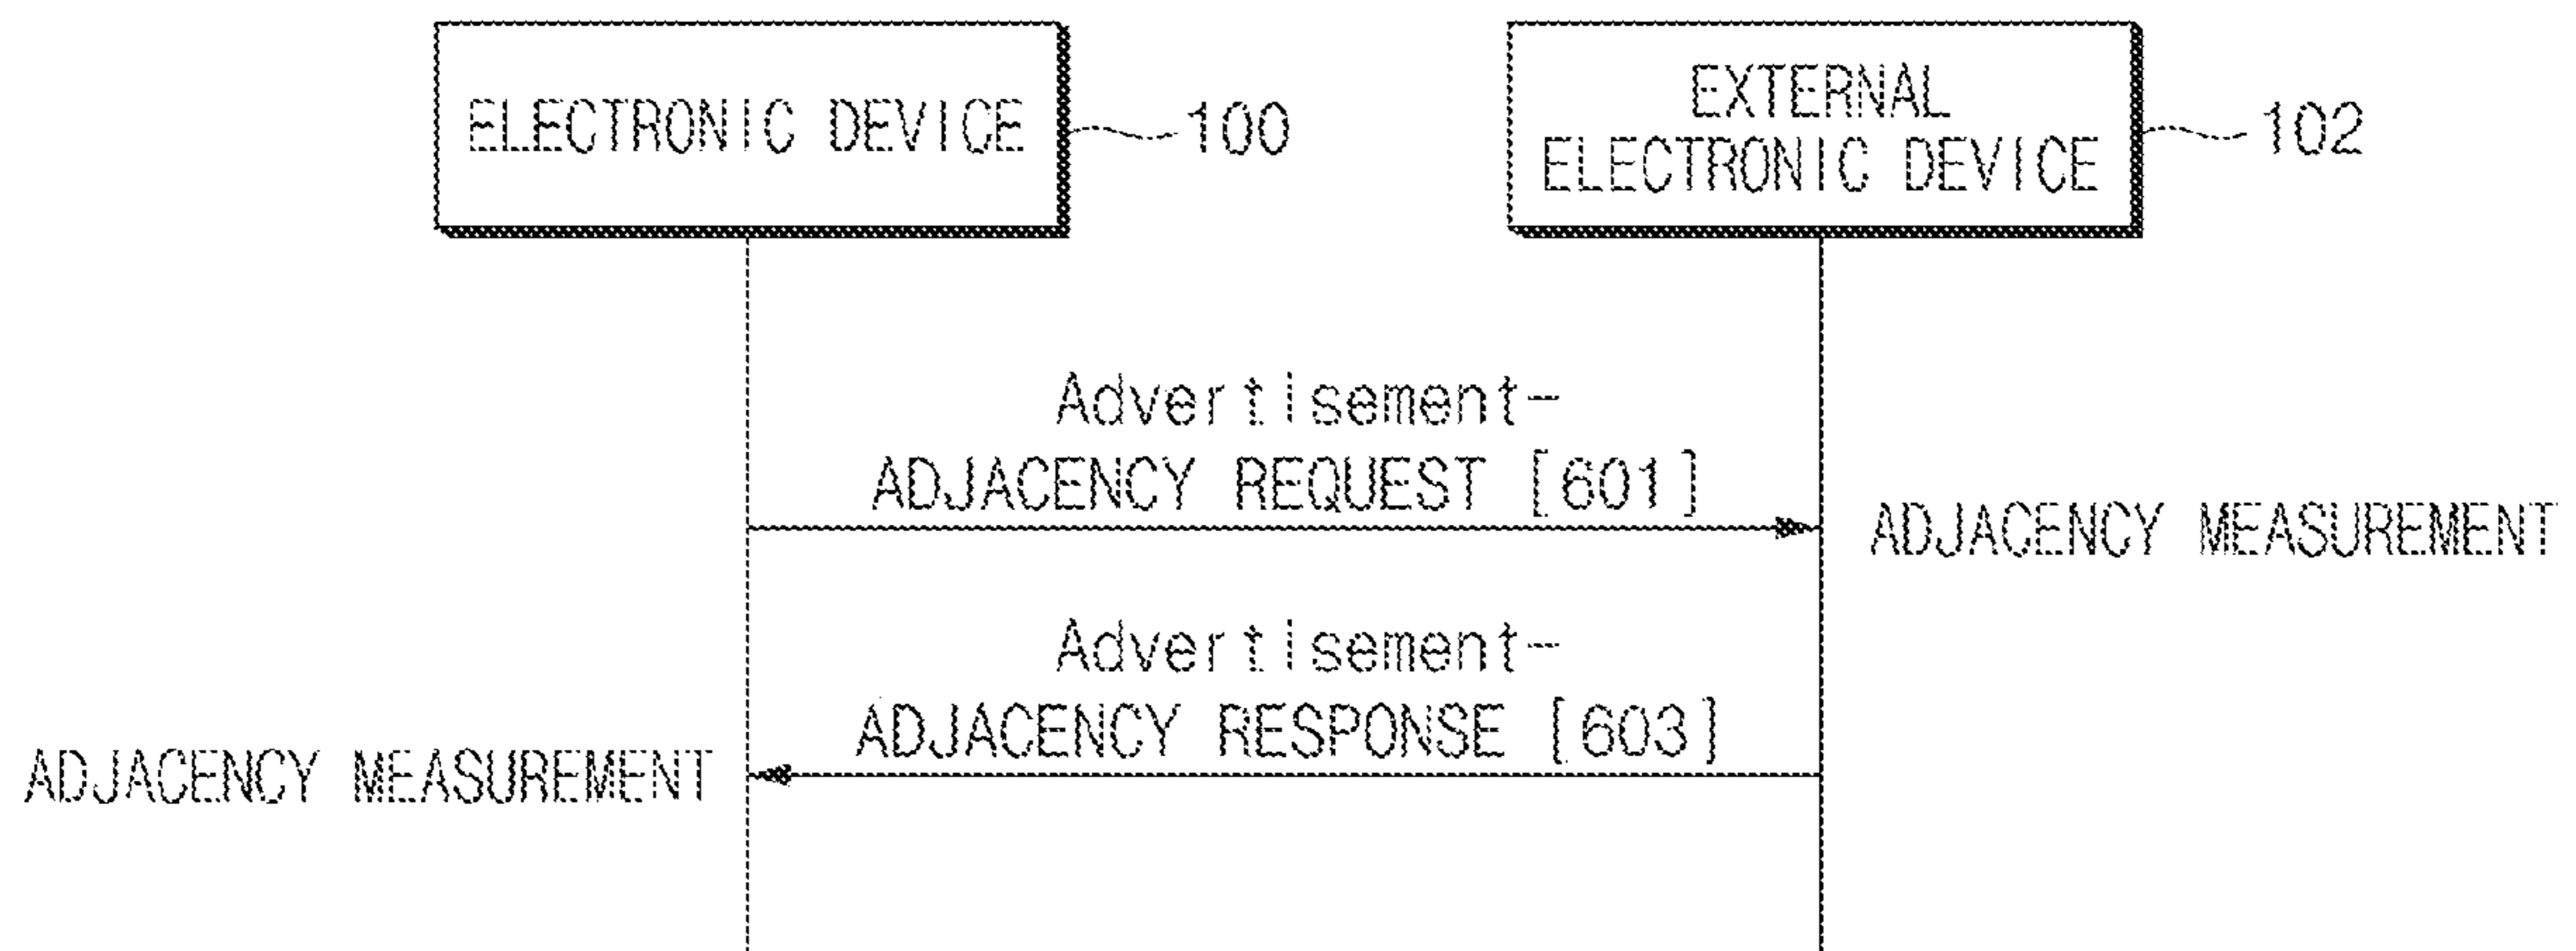 ELECTRONIC DEVICE
100
EXTERNAL
ELECTRONIC DEVICE
102
Advertisement-
ADJACENCY REQUEST [601]
ADJACENCY MEASUREMENT
Advertisement-
ADJACENCY RESPONSE [603]
ADJACENCY MEASUREMENT